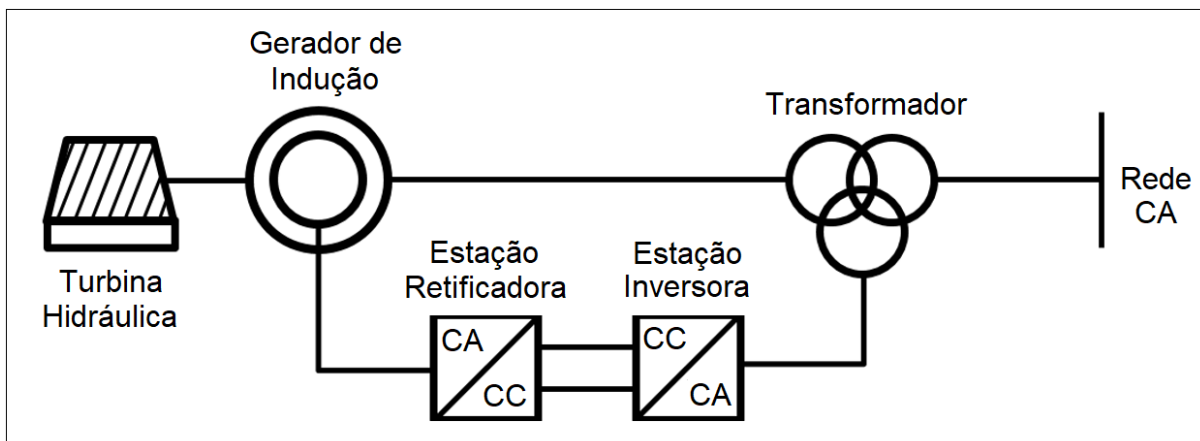 Gerador de
Indução
Transformador
Rede
CA
Turbina
Hidráulica
Estação
Retificadora
Estação
Inversora
CA
CC
CC
CA